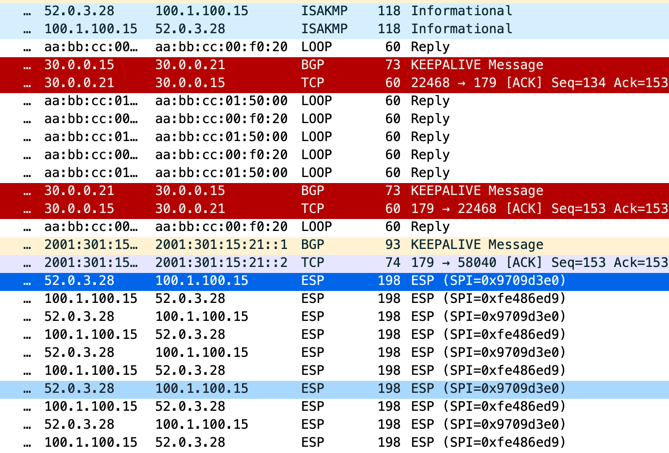 … 52.0.3.28 100.1.100.15 ISAKMP 118 Informational
… 100.1.100.15 52.0.3.28 ISAKMP 118 Informational
… aa:bb:cc:00… aa:bb:cc:00:f0:20 LOOP 60 Reply
… 30.0.0.15 30.0.0.21 BGP 73 KEEPALIVE Message
… 30.0.0.21 30.0.0.15 TCP 60 22468 → 179 [ACK] Seq=134 Ack=153
… aa:bb:cc:01… aa:bb:cc:01:50:00 LOOP 60 Reply
… aa:bb:cc:00… aa:bb:cc:00:f0:20 LOOP 60 Reply
… aa:bb:cc:01… aa:bb:cc:01:50:00 LOOP 60 Reply
… aa:bb:cc:00… aa:bb:cc:00:f0:20 LOOP 60 Reply
… aa:bb:cc:01… aa:bb:cc:01:50:00 LOOP 60 Reply
… 30.0.0.21 30.0.0.15 BGP 73 KEEPALIVE Message
… 30.0.0.15 30.0.0.21 TCP 60 179 → 22468 [ACK] Seq=153 Ack=153
… aa:bb:cc:00… aa:bb:cc:00:f0:20 LOOP 60 Reply
… 2001:301:15… 2001:301:15:21::1 BGP 93 KEEPALIVE Message
… 2001:301:15… 2001:301:15:21::2 TCP 74 179 → 58040 [ACK] Seq=153 Ack=153
… 52.0.3.28 100.1.100.15 ESP 198 ESP (SPI=0x9709d3e0)
… 100.1.100.15 52.0.3.28 ESP 198 ESP (SPI=0xfe486ed9)
… 52.0.3.28 100.1.100.15 ESP 198 ESP (SPI=0x9709d3e0)
… 100.1.100.15 52.0.3.28 ESP 198 ESP (SPI=0xfe486ed9)
… 52.0.3.28 100.1.100.15 ESP 198 ESP (SPI=0x9709d3e0)
… 100.1.100.15 52.0.3.28 ESP 198 ESP (SPI=0xfe486ed9)
… 52.0.3.28 100.1.100.15 ESP 198 ESP (SPI=0x9709d3e0)
… 100.1.100.15 52.0.3.28 ESP 198 ESP (SPI=0xfe486ed9)
… 52.0.3.28 100.1.100.15 ESP 198 ESP (SPI=0x9709d3e0)
… 100.1.100.15 52.0.3.28 ESP 198 ESP (SPI=0xfe486ed9)